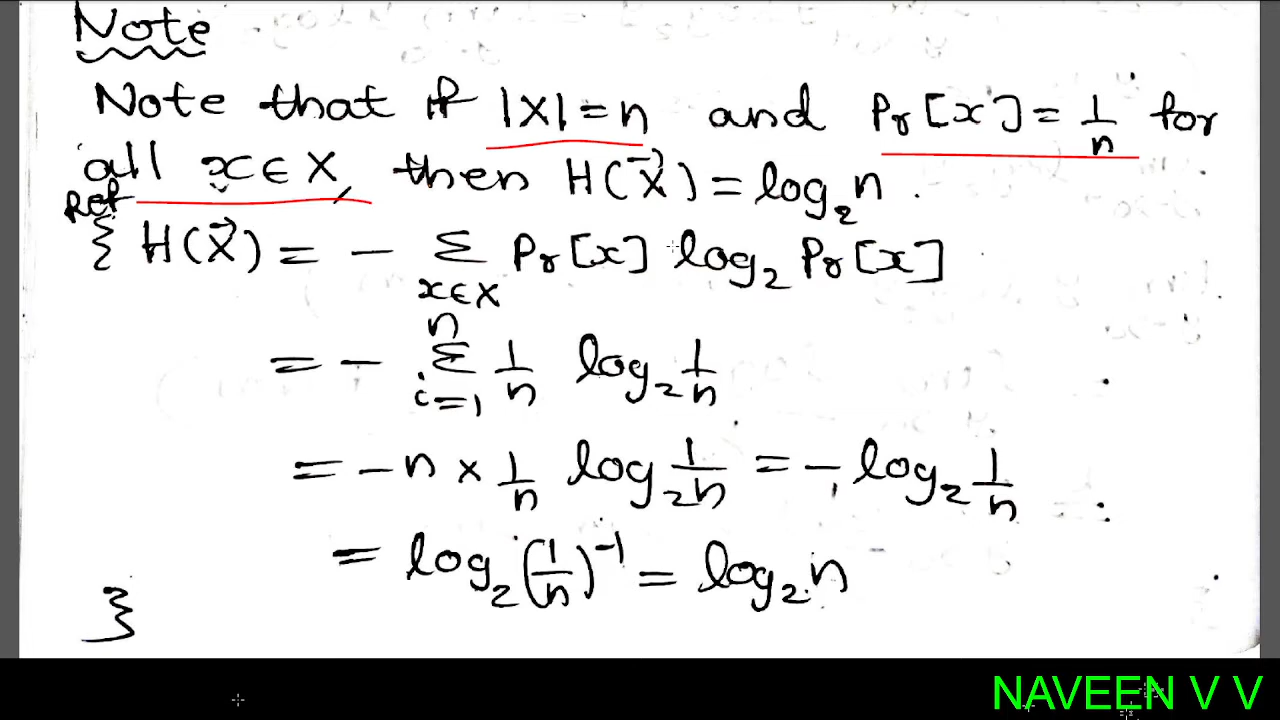 Note
Note that if |X| = n and Pr[x] = 1/n for
all x ∈ X, then H(X⃗) = log₂ n .
Ref
{ H(X⃗) = - Σ_{x∈X} Pr[x] log₂ Pr[x]
= - Σ_{i=1}^{n} 1/n log₂ 1/n
= - n × 1/n log₂ 1/n = - log₂ 1/n
= log₂ (1/n)⁻¹ = log₂ n
}
NAVEEN V V